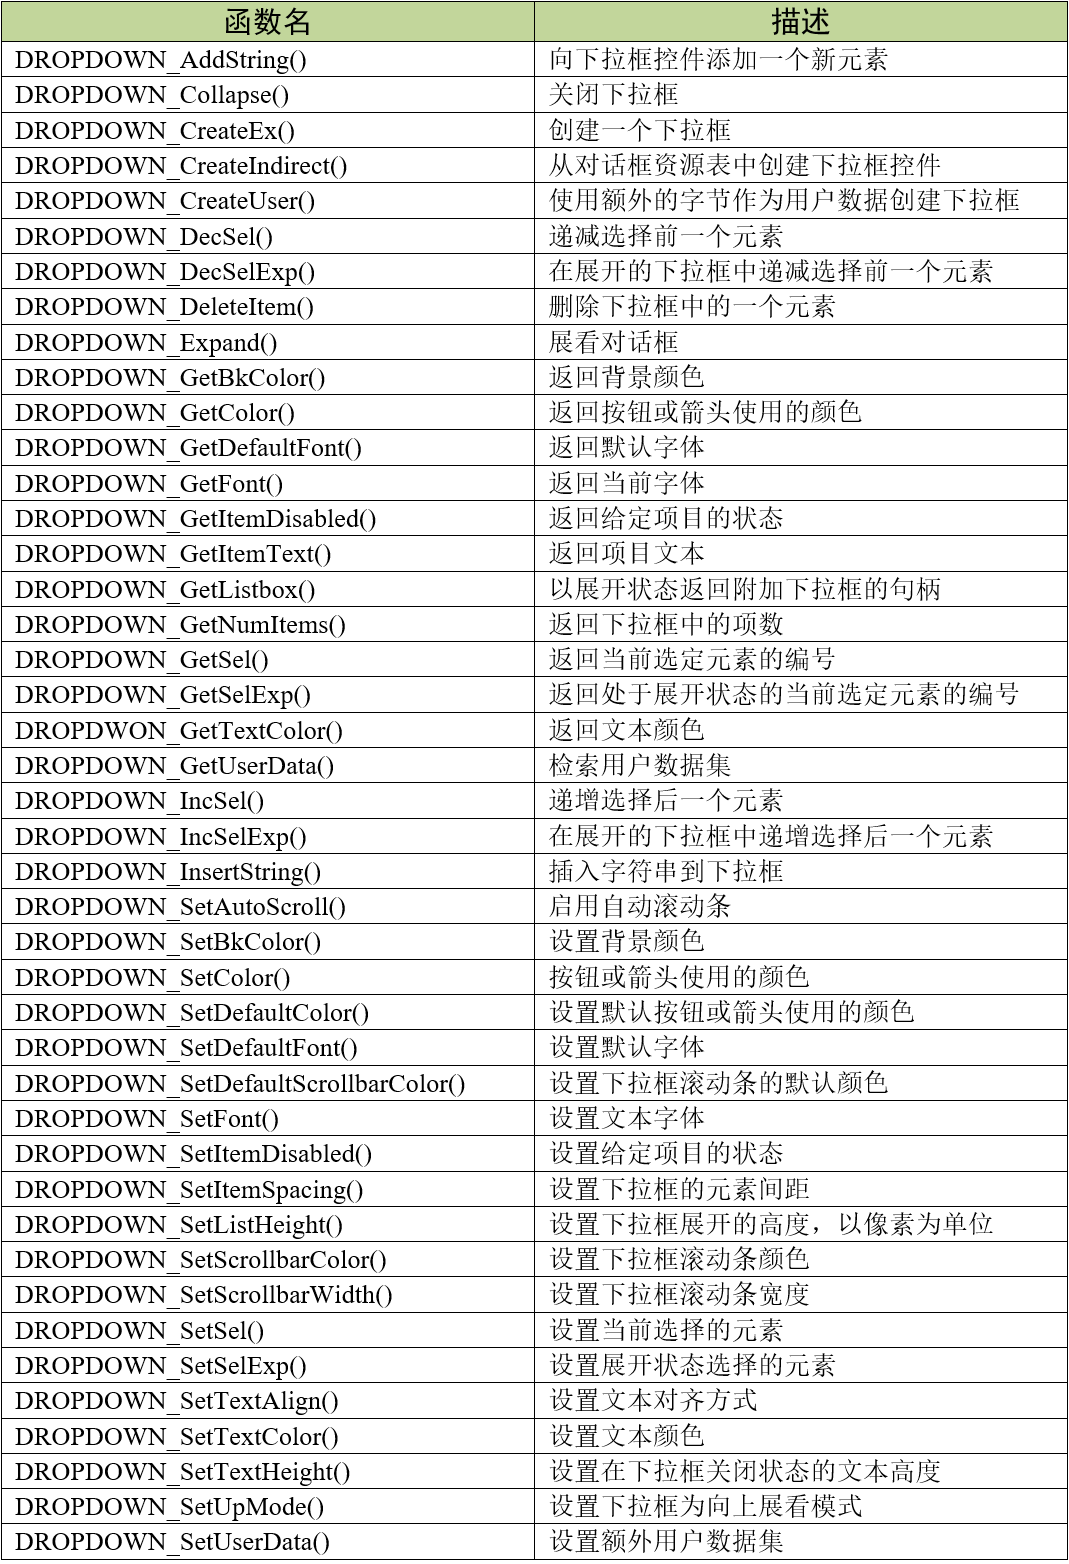 函数名 描述
DROPDOWN_AddString() 向下拉框控件添加一个新元素
DROPDOWN_Collapse() 关闭下拉框
DROPDOWN_CreateEx() 创建一个下拉框
DROPDOWN_CreateIndirect() 从对话框资源表中创建下拉框控件
DROPDOWN_CreateUser() 使用额外的字节作为用户数据创建下拉框
DROPDOWN_DecSel() 递减选择前一个元素
DROPDOWN_DecSelExp() 在展开的下拉框中递减选择前一个元素
DROPDOWN_DeleteItem() 删除下拉框中的一个元素
DROPDOWN_Expand() 展看对话框
DROPDOWN_GetBkColor() 返回背景颜色
DROPDOWN_GetColor() 返回按钮或箭头使用的颜色
DROPDOWN_GetDefaultFont() 返回默认字体
DROPDOWN_GetFont() 返回当前字体
DROPDOWN_GetItemDisabled() 返回给定项目的状态
DROPDOWN_GetItemText() 返回项目文本
DROPDOWN_GetListbox() 以展开状态返回附加下拉框的句柄
DROPDOWN_GetNumItems() 返回下拉框中的项数
DROPDOWN_GetSel() 返回当前选定元素的编号
DROPDOWN_GetSelExp() 返回处于展开状态的当前选定元素的编号
DROPDWON_GetTextColor() 返回文本颜色
DROPDOWN_GetUserData() 检索用户数据集
DROPDOWN_IncSel() 递增选择后一个元素
DROPDOWN_IncSelExp() 在展开的下拉框中递增选择后一个元素
DROPDOWN_InsertString() 插入字符串到下拉框
DROPDOWN_SetAutoScroll() 启用自动滚动条
DROPDOWN_SetBkColor() 设置背景颜色
DROPDOWN_SetColor() 按钮或箭头使用的颜色
DROPDOWN_SetDefaultColor() 设置默认按钮或箭头使用的颜色
DROPDOWN_SetDefaultFont() 设置默认字体
DROPDOWN_SetDefaultScrollbarColor() 设置下拉框滚动条的默认颜色
DROPDOWN_SetFont() 设置文本字体
DROPDOWN_SetItemDisabled() 设置给定项目的状态
DROPDOWN_SetItemSpacing() 设置下拉框的元素间距
DROPDOWN_SetListHeight() 设置下拉框展开的高度，以像素为单位
DROPDOWN_SetScrollbarColor() 设置下拉框滚动条颜色
DROPDOWN_SetScrollbarWidth() 设置下拉框滚动条宽度
DROPDOWN_SetSel() 设置当前选择的元素
DROPDOWN_SetSelExp() 设置展开状态选择的元素
DROPDOWN_SetTextAlign() 设置文本对齐方式
DROPDOWN_SetTextColor() 设置文本颜色
DROPDOWN_SetTextHeight() 设置在下拉框关闭状态的文本高度
DROPDOWN_SetUpMode() 设置下拉框为向上展看模式
DROPDOWN_SetUserData() 设置额外用户数据集